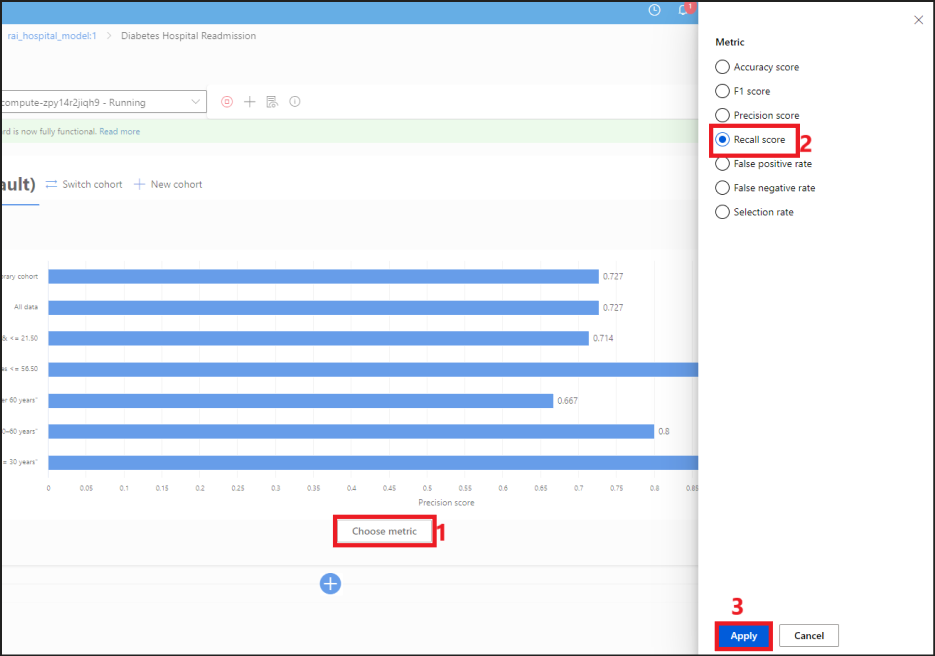 1
rai_hospital_model:1 > Diabetes Hospital Readmission
compute-zpy14r2jiqh9 - Running
rd is now fully functional. Read more
ault) Switch cohort New cohort
orary cohort 0.727
All data 0.727
& <= 21.50 0.714
as <= 56.50
er 60 years" 0.667
0–60 years" 0.8
= 30 years"
0 0.05 0.1 0.15 0.2 0.25 0.3 0.35 0.4 0.45 0.5 0.55 0.6 0.65 0.7 0.75 0.8 0.85
Precision score
Choose metric 1
Metric
Accuracy score
F1 score
Precision score
Recall score 2
False positive rate
False negative rate
Selection rate
3
Apply Cancel